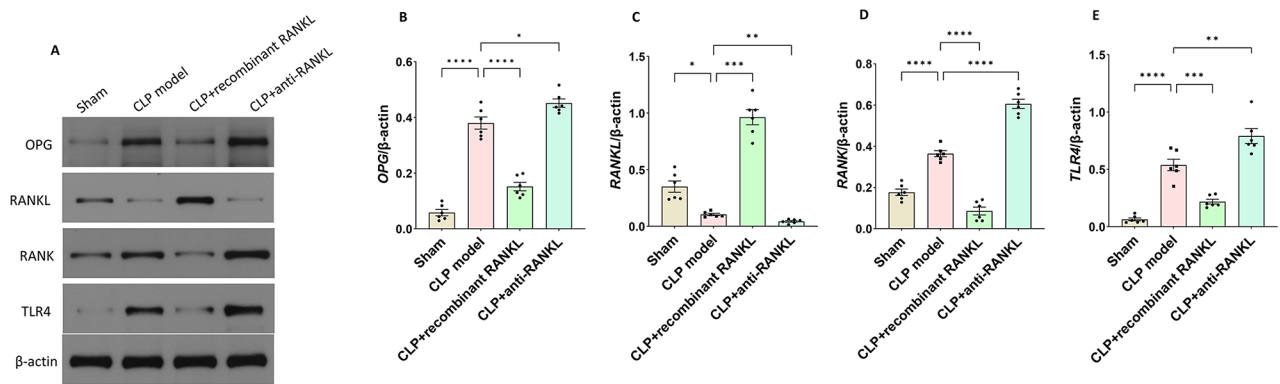 A
Sham
CLP model
CLP+recombinant RANKL
CLP+anti-RANKL
OPG
RANKL
RANK
TLR4
β-actin
B
*
**** ****
OPG/β-actin
0.6
0.4
0.2
0.0
Sham
CLP model
CLP+recombinant RANKL
CLP+anti-RANKL
C
**
* ***
RANKL/β-actin
1.5
1.0
0.5
0.0
Sham
CLP model
CLP+recombinant RANKL
CLP+anti-RANKL
D
****
**** ****
RANK/β-actin
0.8
0.6
0.4
0.2
0.0
Sham
CLP model
CLP+recombinant RANKL
CLP+anti-RANKL
E
**
**** ***
TLR4/β-actin
1.5
1.0
0.5
0.0
Sham
CLP model
CLP+recombinant RANKL
CLP+anti-RANKL